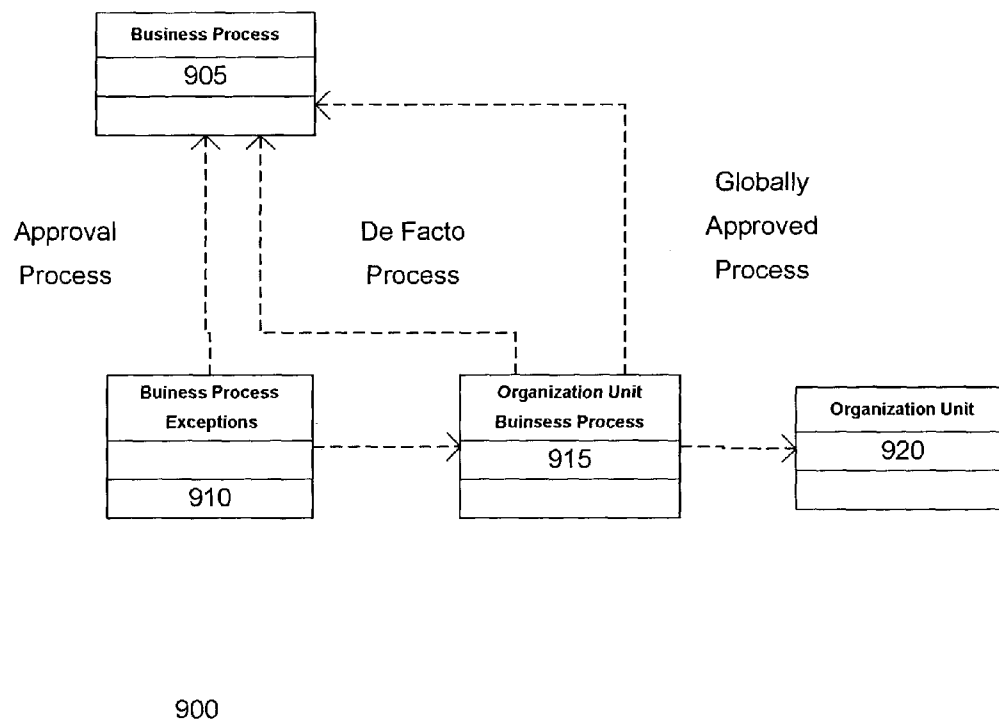 Business Process
905
Globally
Approved
Process
Approval
Process
De Facto
Process
Buiness Process
Exceptions
910
Organization Unit
Buinsess Process
915
Organization Unit
920
900